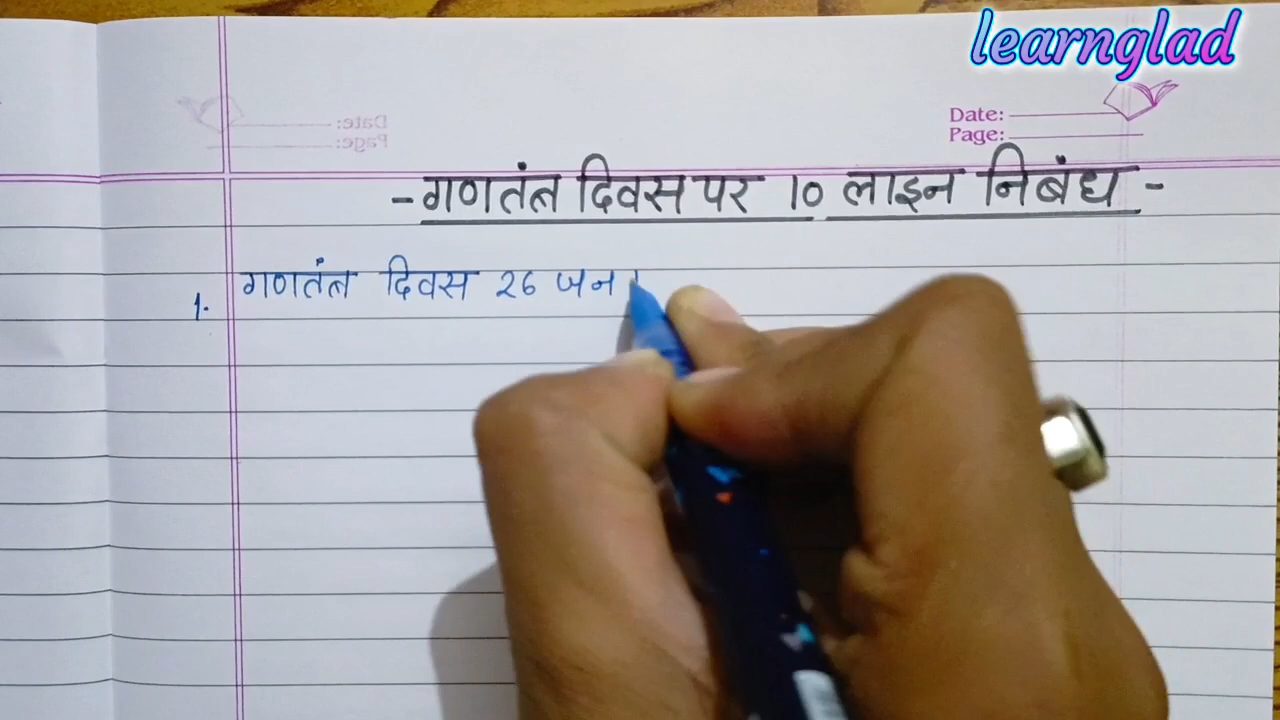 learnglad
Date:
Page:
- गणतंत्र दिवस पर 10 लाइन निबंध -
1. गणतंत्र दिवस 26 जन